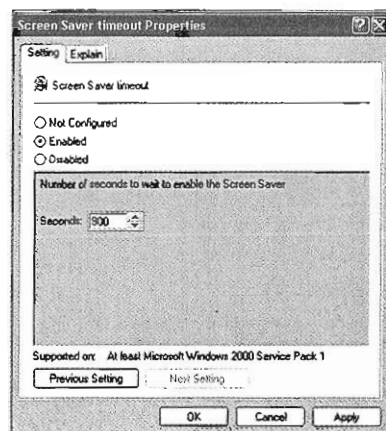 Screen Saver timeout Properties
Setting Explain
Screen Saver timeout
Not Configured
Enabled
Disabled
Number of seconds to wait to enable the Screen Saver
Seconds: 900
Supported on: At least Microsoft Windows 2000 Service Pack 1
Previous Setting Next Setting
OK Cancel Apply